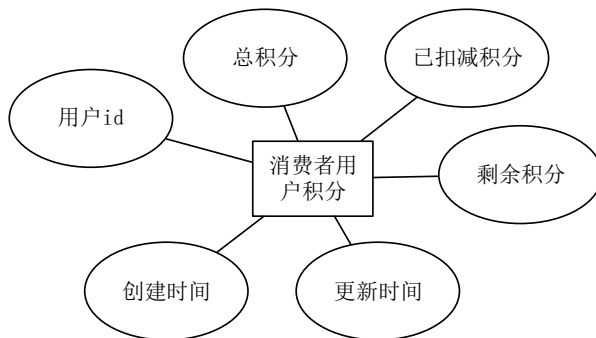 总积分
已扣减积分
用户id
消费者用
户积分
剩余积分
创建时间
更新时间